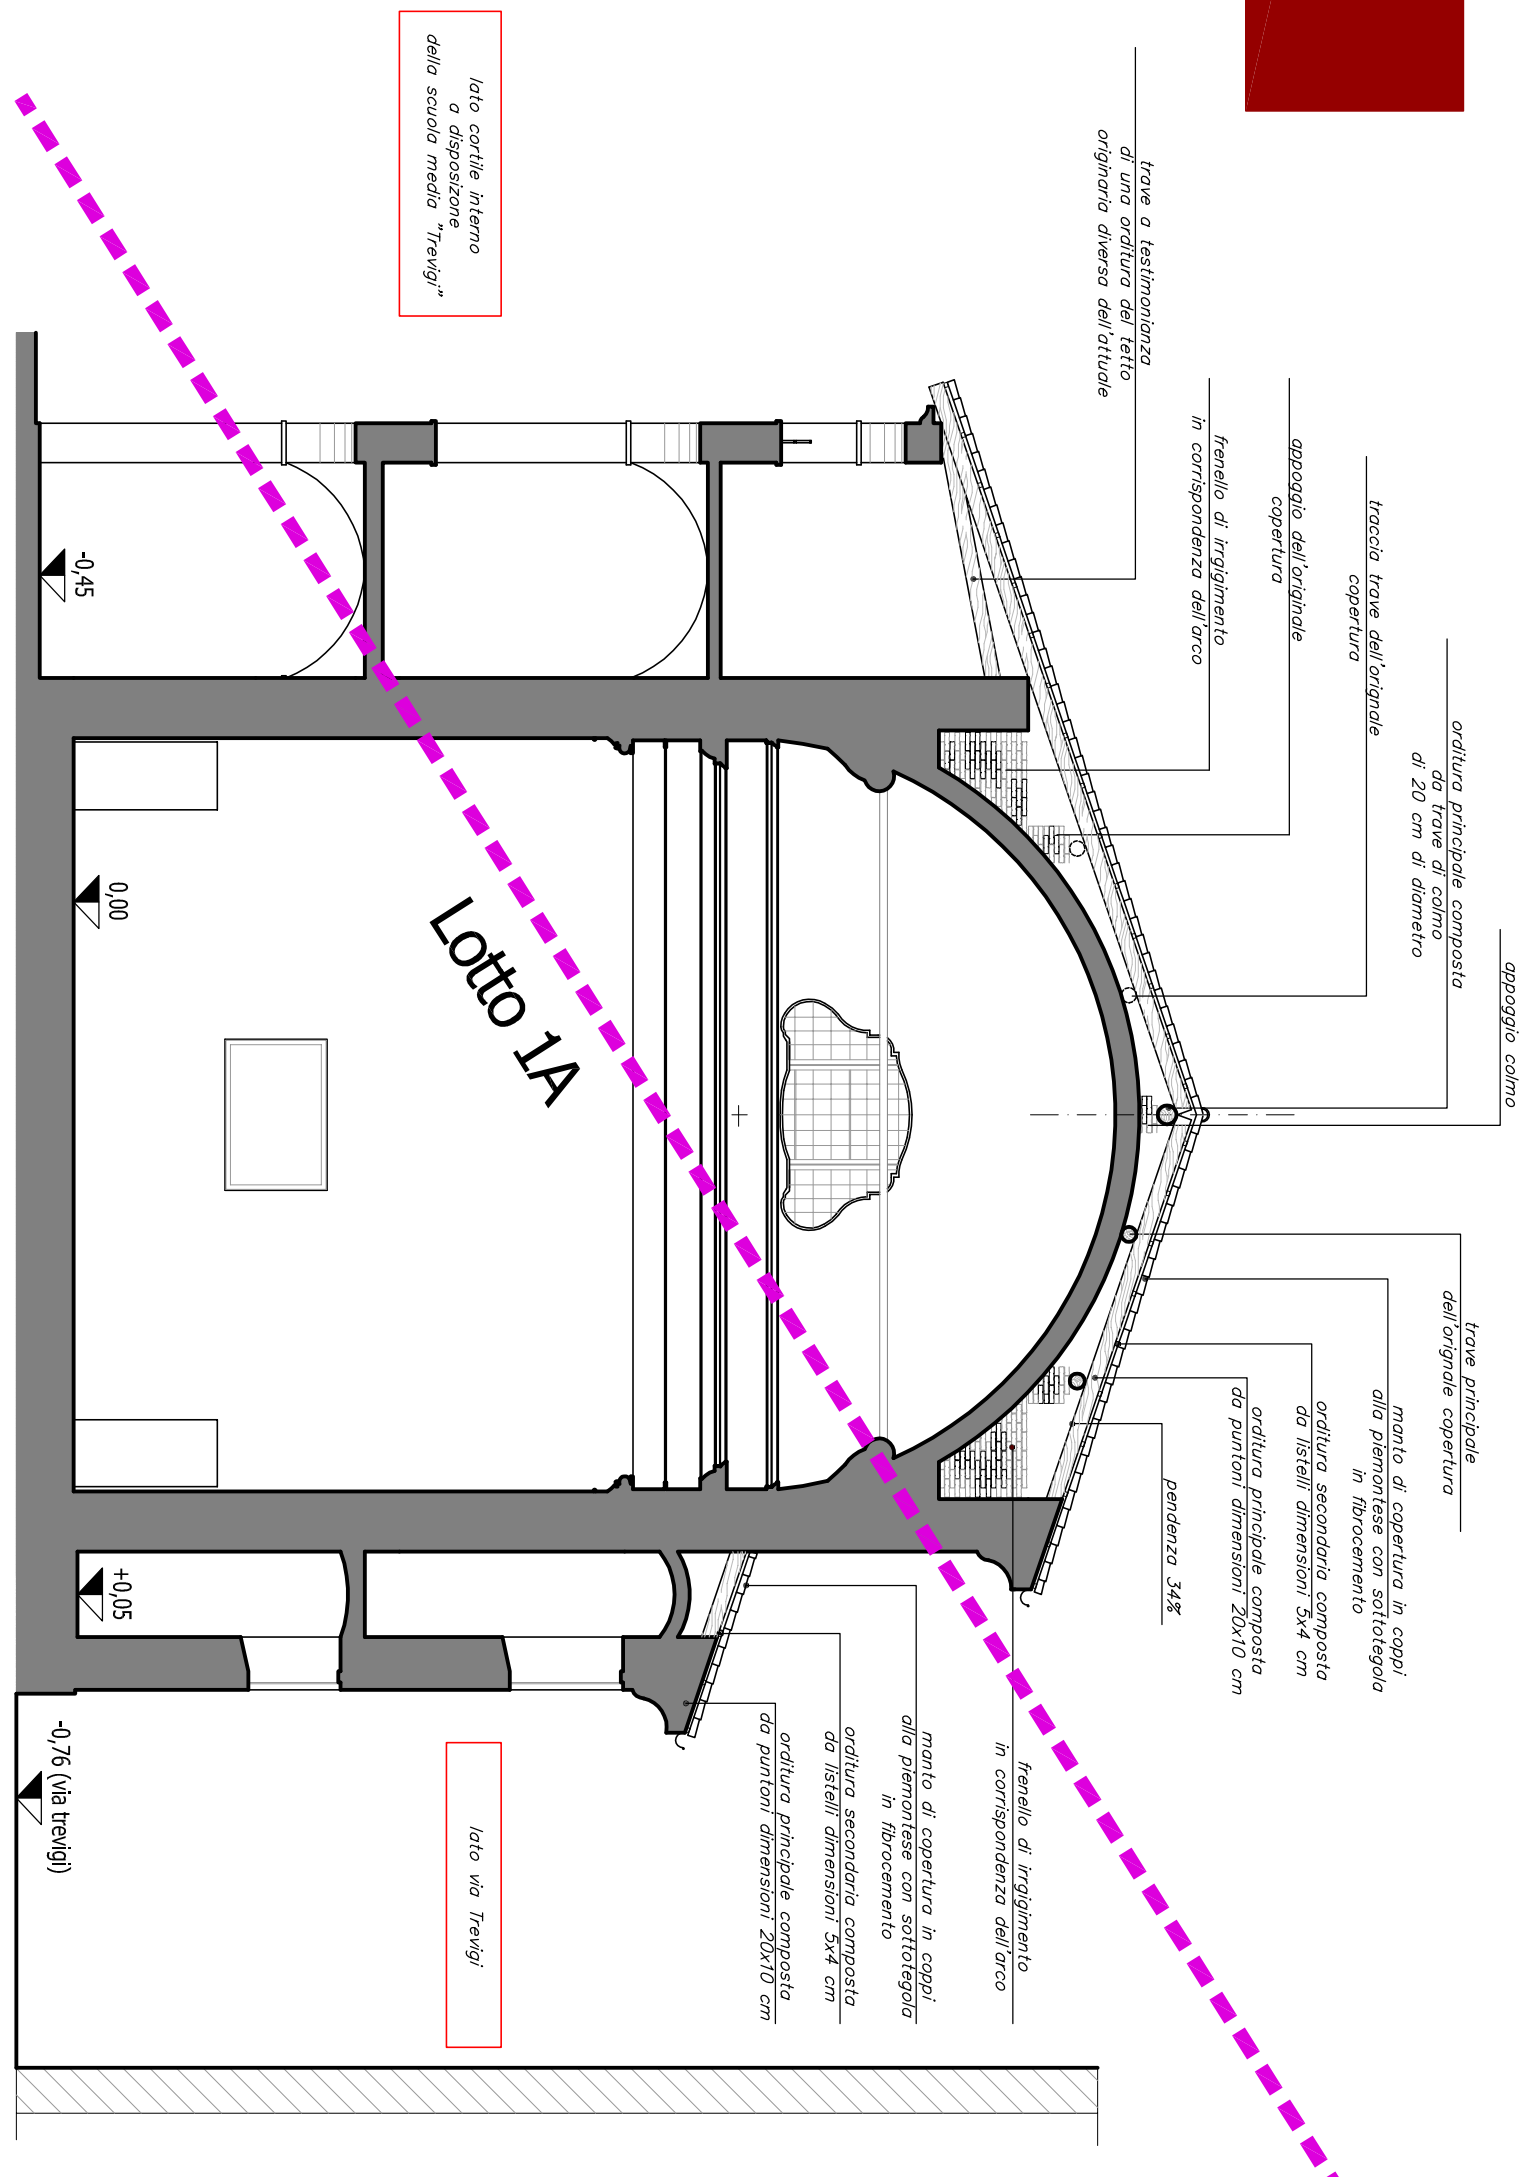 appoggio colmo
orditura principale composta
da trave di colmo
di 20 cm di diametro
traccia trave dell'orignale
copertura
appoggio dell'originale
copertura
frenello di irrgigimento
in corrispondenza dell'arco
trave a testimonianza
di una orditura del tetto
originaria diversa dell'attuale
lato cortile interno
a disposizone
della scuola media "Trevigi"
trave principale
dell'orignale copertura
manto di copertura in coppi
alla piemontese con sottotegola
in fibrocemento
orditura secondaria composta
da listelli dimensioni 5x4 cm
orditura principale composta
da puntoni dimensioni 20x10 cm
pendenza 34%
frenello di irrgigimento
in corrispondenza dell'arco
manto di copertura in coppi
alla piemontese con sottotegola
in fibrocemento
orditura secondaria composta
da listelli dimensioni 5x4 cm
orditura principale composta
da puntoni dimensioni 20x10 cm
lato via Trevigi
Lotto 1A
-0,45
0,00
+0,05
-0,76 (via trevigi)